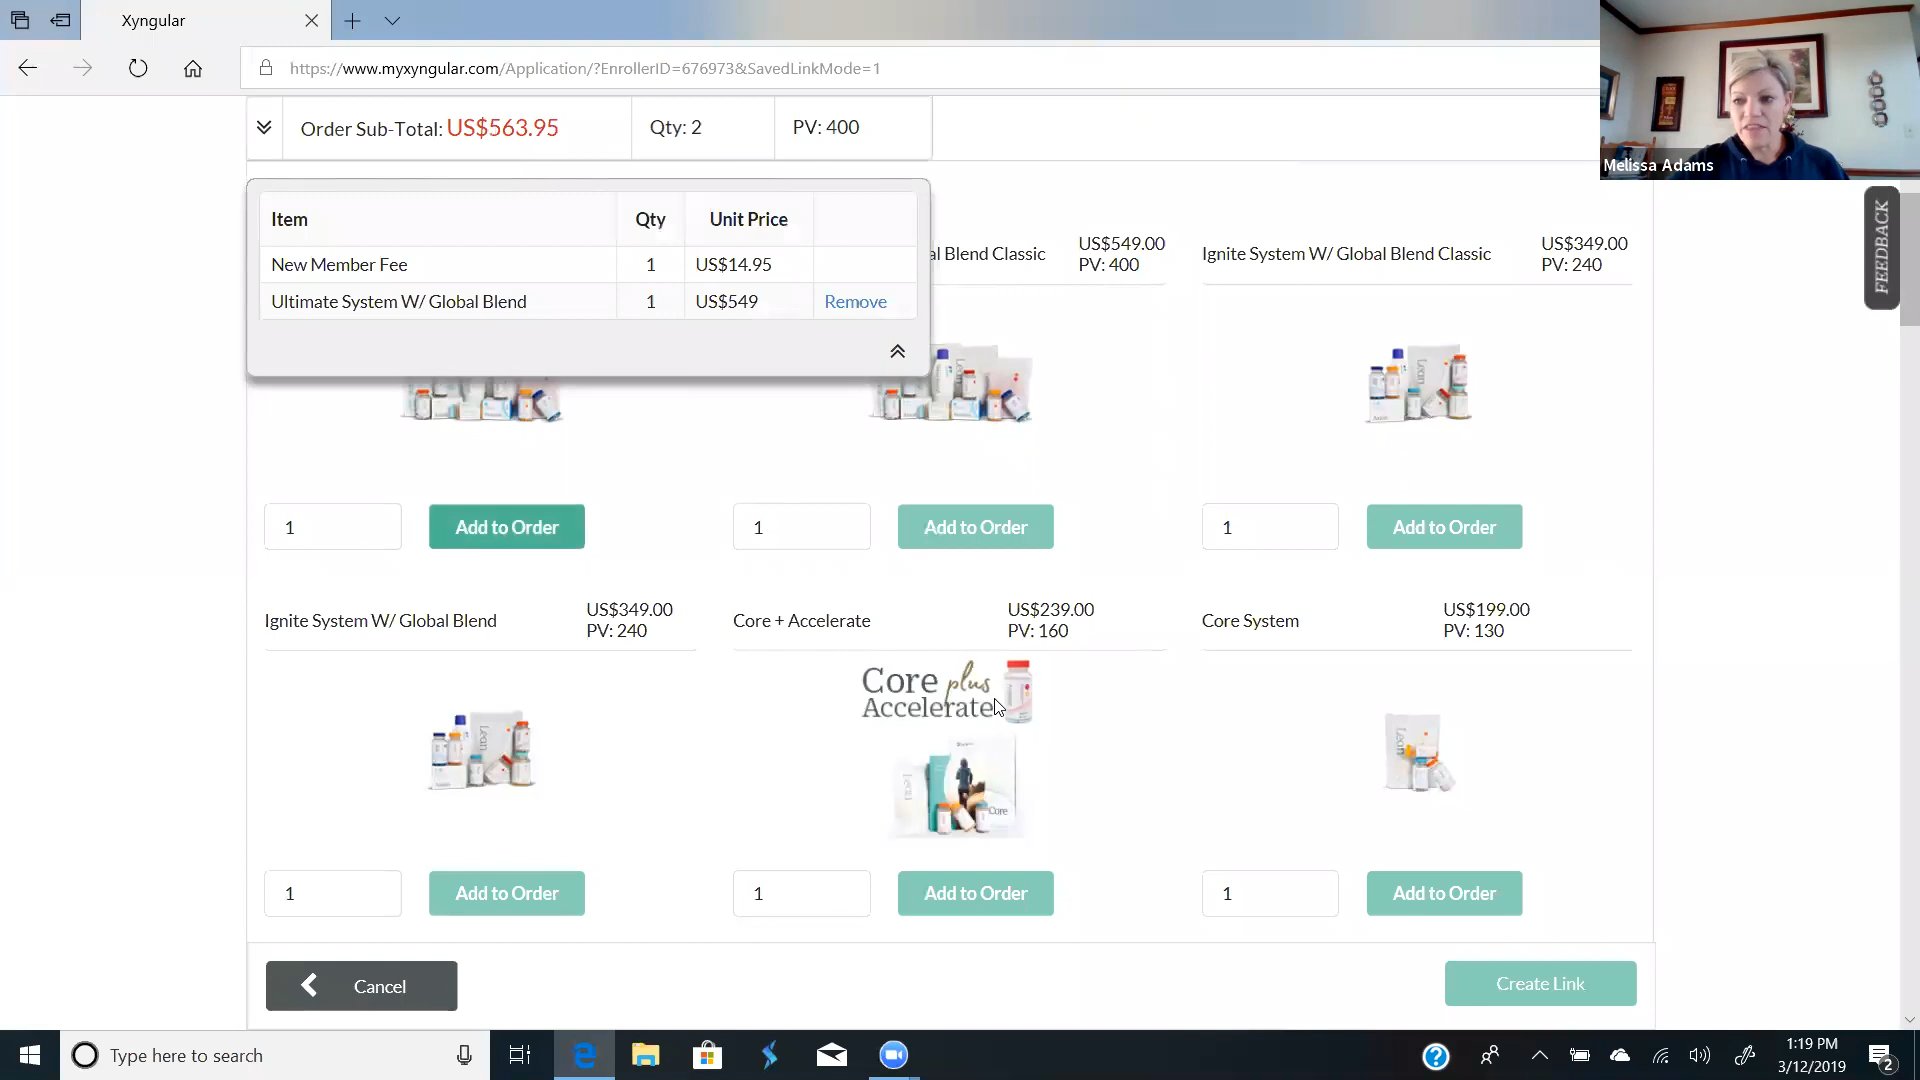 Xyngular
https://www.myxyngular.com/Application/?EnrollerID=676973&SavedLinkMode=1
Melissa Adams
Order Sub-Total: US$563.95
Qty: 2
PV: 400
FEEDBACK
Item Qty Unit Price
New Member Fee 1 US$14.95
Ultimate System W/ Global Blend 1 US$549 Remove
al Blend Classic
US$549.00
PV: 400
Ignite System W/ Global Blend Classic
US$349.00
PV: 240
Lean
1 Add to Order
1 Add to Order
1 Add to Order
Ignite System W/ Global Blend
US$349.00
PV: 240
Core + Accelerate
US$239.00
PV: 160
Core System
US$199.00
PV: 130
Core plus
Accelerate
Lean
Lean
Core
Lean
1 Add to Order
1 Add to Order
1 Add to Order
Cancel
Create Link
Type here to search
1:19 PM
3/12/2019
2